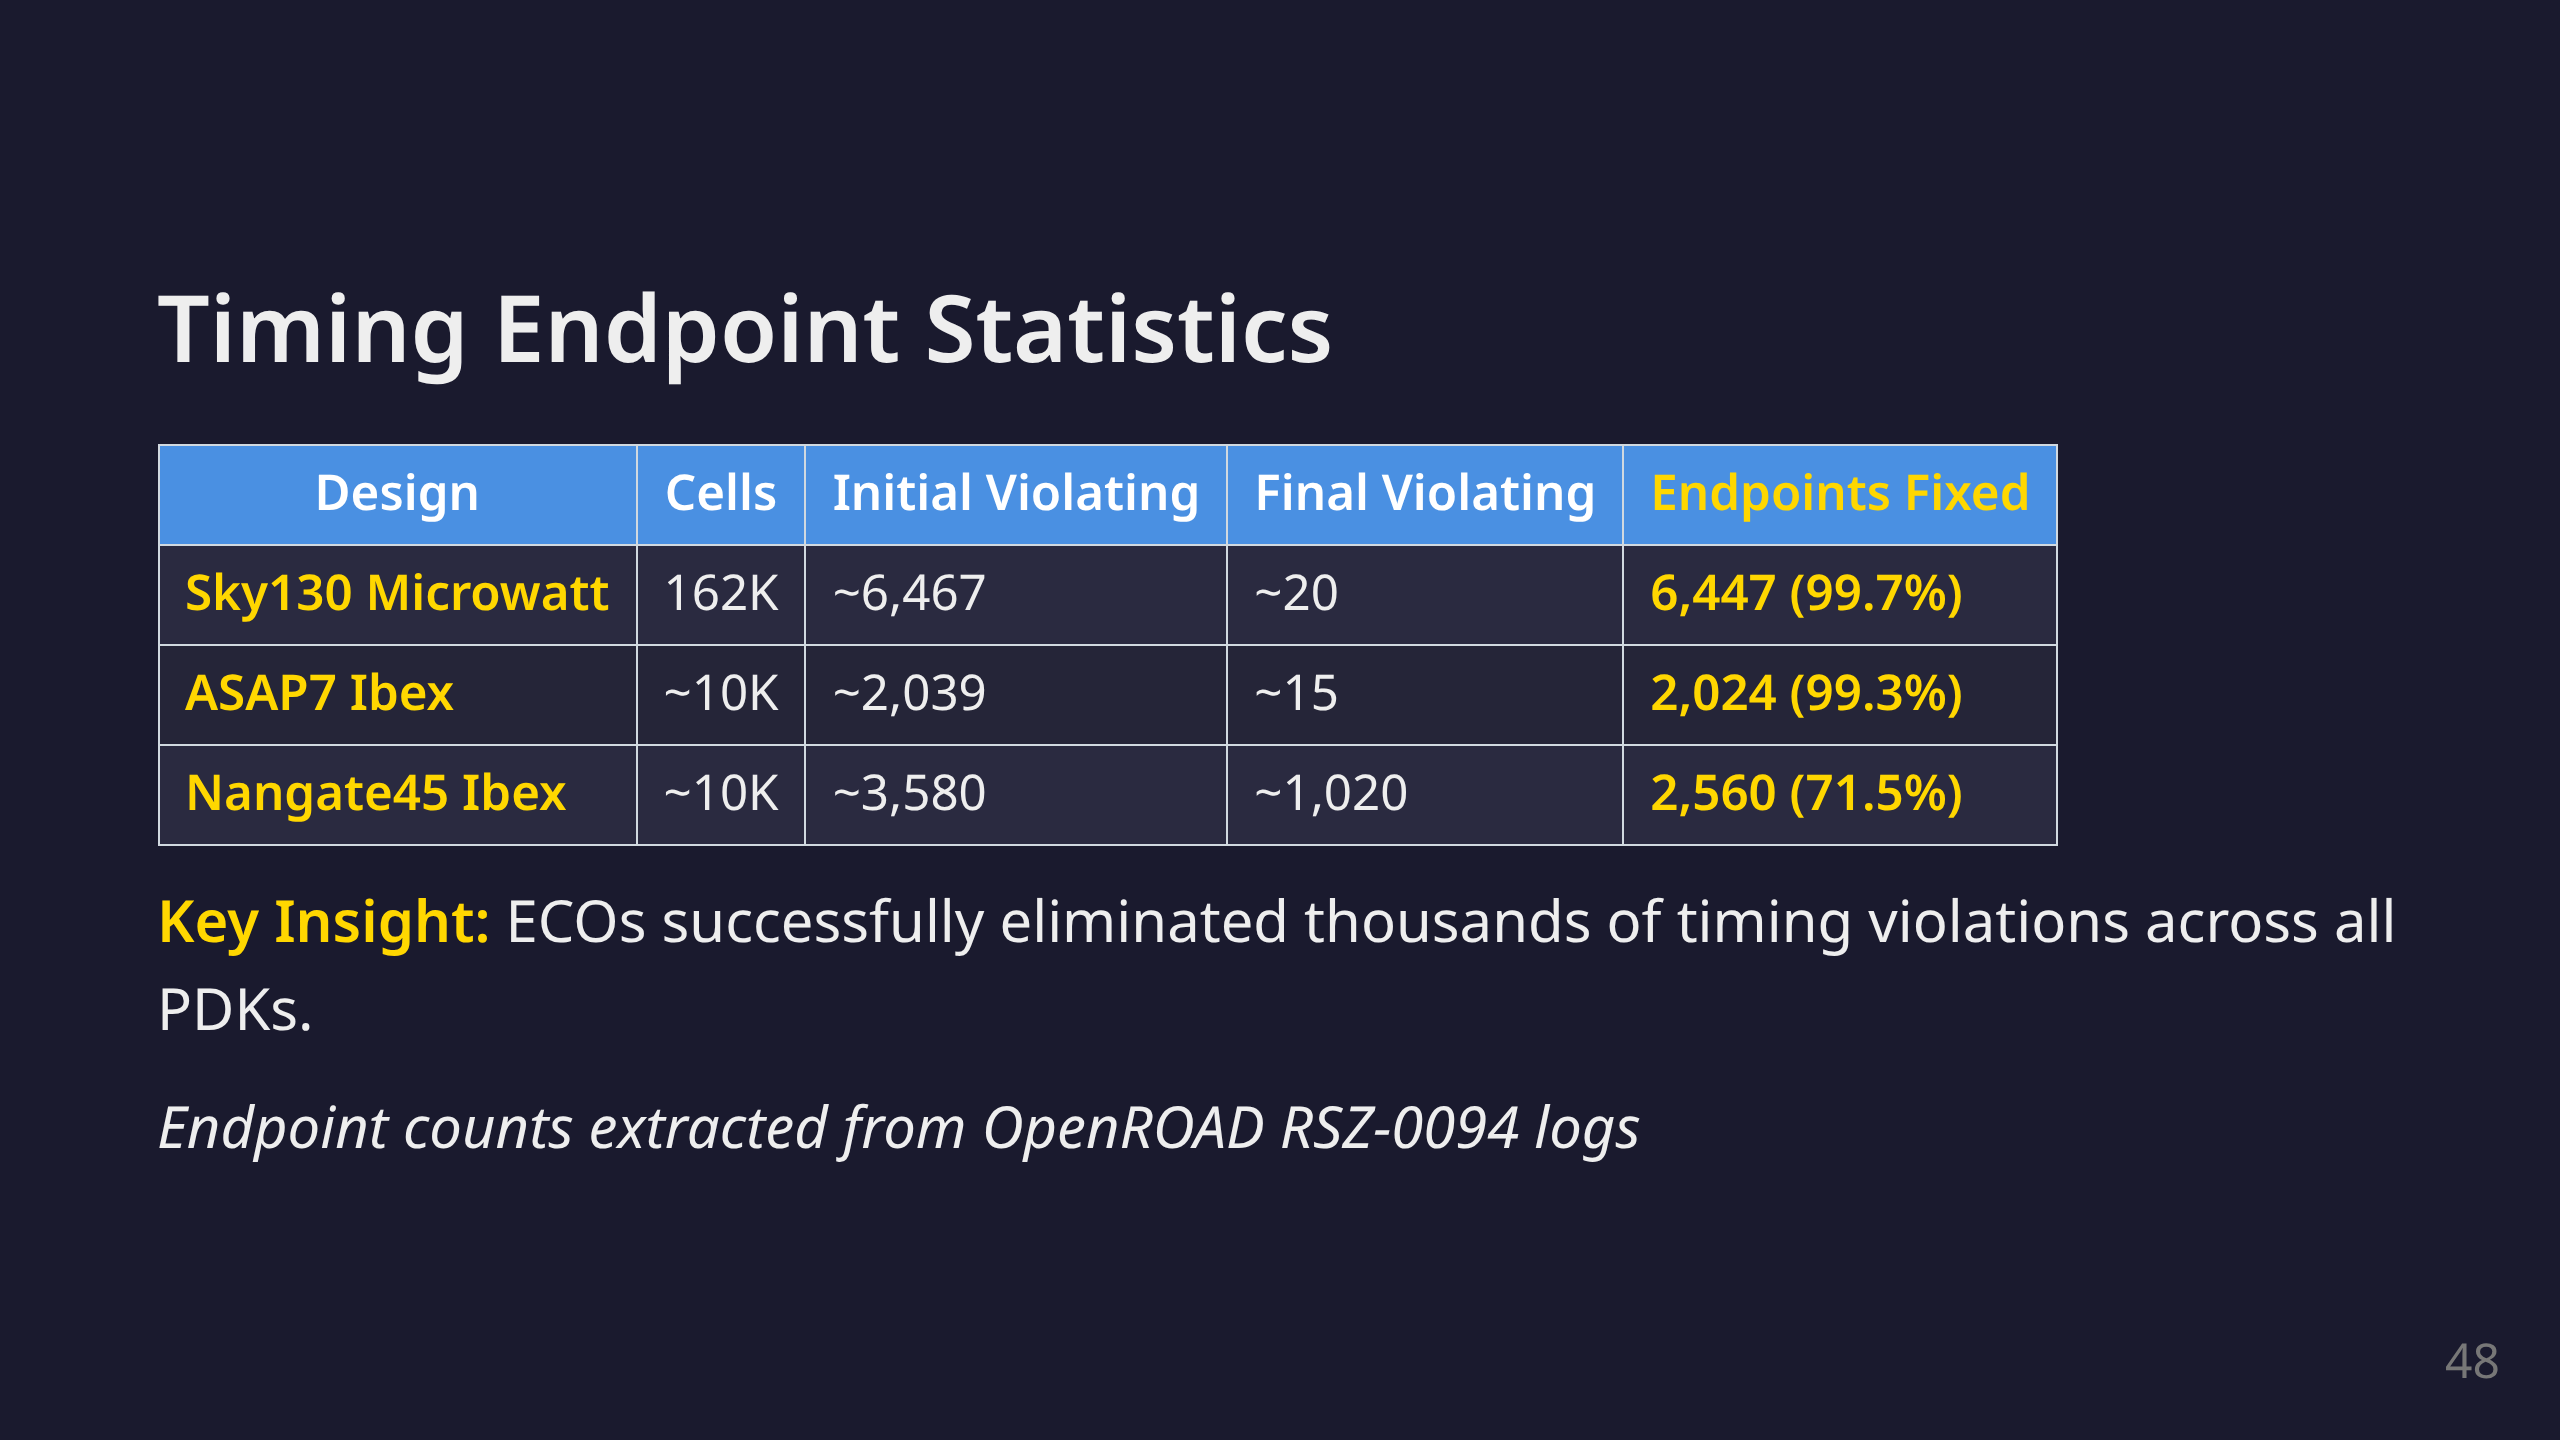 Timing Endpoint Statistics
Design Cells Initial Violating Final Violating Endpoints Fixed
Sky130 Microwatt 162K ~6,467 ~20 6,447 (99.7%)
ASAP7 Ibex ~10K ~2,039 ~15 2,024 (99.3%)
Nangate45 Ibex ~10K ~3,580 ~1,020 2,560 (71.5%)
Key Insight: ECOs successfully eliminated thousands of timing violations across all
PDKs.
Endpoint counts extracted from OpenROAD RSZ-0094 logs
48